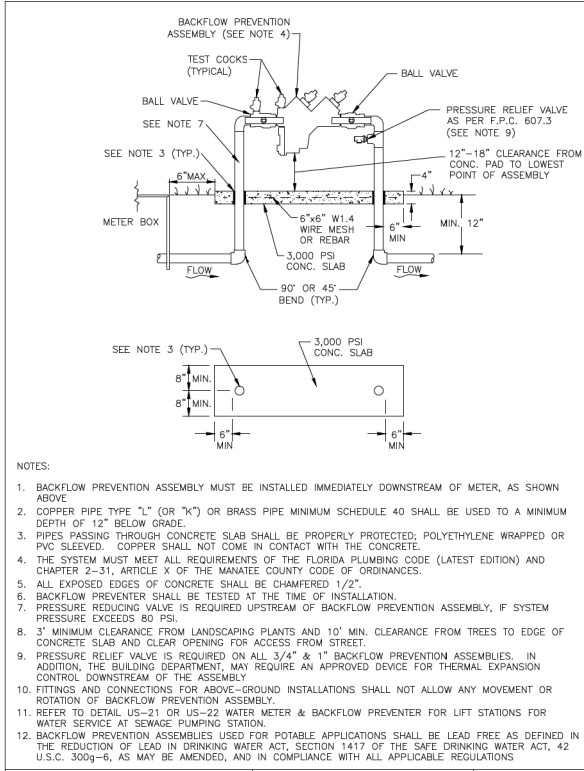 BACKFLOW PREVENTION
ASSEMBLY (SEE NOTE 4)
TEST COCKS
(TYPICAL)
BALL VALVE
BALL VALVE
SEE NOTE 7
PRESSURE RELIEF VALVE
AS PER F.P.C. 607.3
(SEE NOTE 9)
SEE NOTE 3 (TYP.)
12"-18" CLEARANCE FROM
CONC. PAD TO LOWEST
POINT OF ASSEMBLY
6"MAX
4"
METER BOX
6"x6" W1.4
WIRE MESH
OR REBAR
6"
MIN
MIN. 12"
3,000 PSI
CONC. SLAB
FLOW
FLOW
90° OR 45°
BEND (TYP.)
SEE NOTE 3 (TYP.)
3,000 PSI
CONC. SLAB
8" MIN.
8" MIN.
6"
MIN
6"
MIN
NOTES:
1. BACKFLOW PREVENTION ASSEMBLY MUST BE INSTALLED IMMEDIATELY DOWNSTREAM OF METER, AS SHOWN
ABOVE
2. COPPER PIPE TYPE "L" (OR "K") OR BRASS PIPE MINIMUM SCHEDULE 40 SHALL BE USED TO A MINIMUM
DEPTH OF 12" BELOW GRADE.
3. PIPES PASSING THROUGH CONCRETE SLAB SHALL BE PROPERLY PROTECTED; POLYETHYLENE WRAPPED OR
PVC SLEEVED. COPPER SHALL NOT COME IN CONTACT WITH THE CONCRETE.
4. THE SYSTEM MUST MEET ALL REQUIREMENTS OF THE FLORIDA PLUMBING CODE (LATEST EDITION) AND
CHAPTER 2-31, ARTICLE X OF THE MANATEE COUNTY CODE OF ORDINANCES.
5. ALL EXPOSED EDGES OF CONCRETE SHALL BE CHAMFERED 1/2".
6. BACKFLOW PREVENTER SHALL BE TESTED AT THE TIME OF INSTALLATION.
7. PRESSURE REDUCING VALVE IS REQUIRED UPSTREAM OF BACKFLOW PREVENTION ASSEMBLY, IF SYSTEM
PRESSURE EXCEEDS 80 PSI.
8. 3' MINIMUM CLEARANCE FROM LANDSCAPING PLANTS AND 10' MIN. CLEARANCE FROM TREES TO EDGE OF
CONCRETE SLAB AND CLEAR OPENING FOR ACCESS FROM STREET.
9. PRESSURE RELIEF VALVE IS REQUIRED ON ALL 3/4" & 1" BACKFLOW PREVENTION ASSEMBLIES. IN
ADDITION, THE BUILDING DEPARTMENT, MAY REQUIRE AN APPROVED DEVICE FOR THERMAL EXPANSION
CONTROL DOWNSTREAM OF THE ASSEMBLY
10. FITTINGS AND CONNECTIONS FOR ABOVE-GROUND INSTALLATIONS SHALL NOT ALLOW ANY MOVEMENT OR
ROTATION OF BACKFLOW PREVENTION ASSEMBLY.
11. REFER TO DETAIL US-21 OR US-22 WATER METER & BACKFLOW PREVENTER FOR LIFT STATIONS FOR
WATER SERVICE AT SEWAGE PUMPING STATION.
12. BACKFLOW PREVENTION ASSEMBLIES USED FOR POTABLE APPLICATIONS SHALL BE LEAD FREE AS DEFINED IN
THE REDUCTION OF LEAD IN DRINKING WATER ACT, SECTION 1417 OF THE SAFE DRINKING WATER ACT, 42
U.S.C. 300g-6, AS MAY BE AMENDED, AND IN COMPLIANCE WITH ALL APPLICABLE REGULATIONS